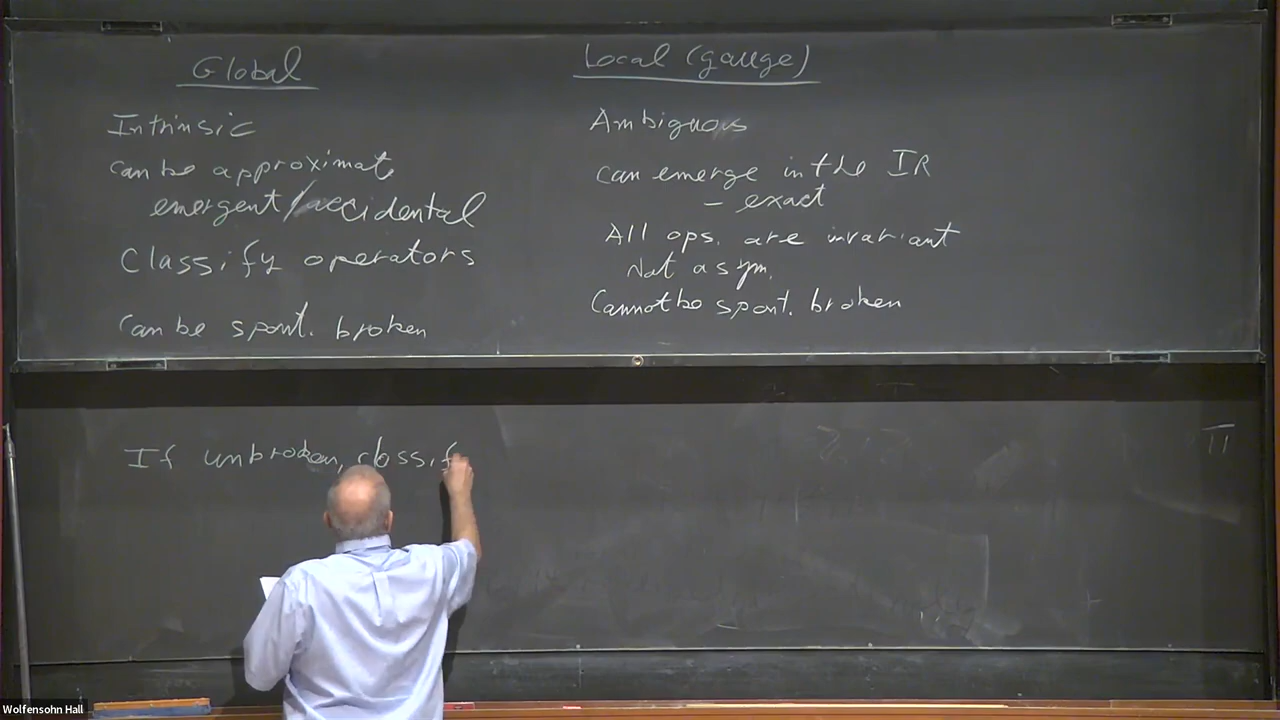 Global
Intrinsic
can be approximate
emergent/accidental
Classify operators
Can be spont. broken
Local (gauge)
Ambiguous
can emerge in the IR
- exact
All ops. are invariant
Not a sym.
Cannot be spont. broken
If unbroken, classif
Wolfensohn Hall